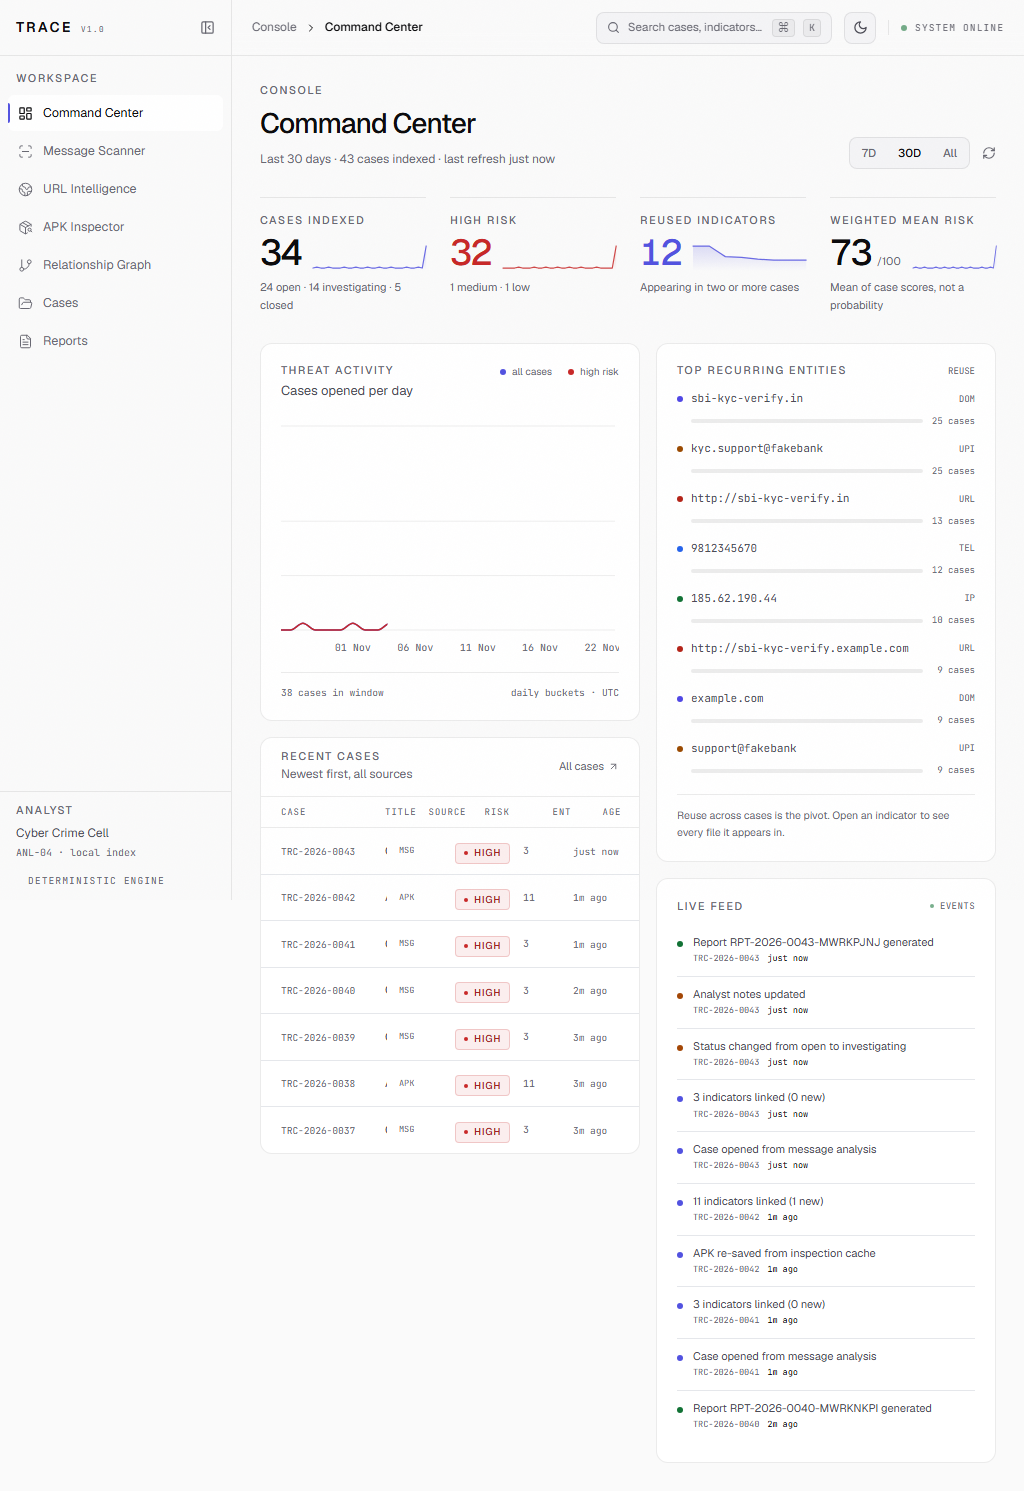 TRACE V1.0
Console > Command Center
Search cases, indicators... ⌘ K
SYSTEM ONLINE
WORKSPACE
Command Center
Message Scanner
URL Intelligence
APK Inspector
Relationship Graph
Cases
Reports
ANALYST
Cyber Crime Cell
ANL-04 · local index
DETERMINISTIC ENGINE
CONSOLE
Command Center
Last 30 days · 43 cases indexed · last refresh just now
7D 30D All
CASES INDEXED
34
24 open · 14 investigating · 5
closed
HIGH RISK
32
1 medium · 1 low
REUSED INDICATORS
12
Appearing in two or more cases
WEIGHTED MEAN RISK
73 /100
Mean of case scores, not a
probability
THREAT ACTIVITY
Cases opened per day
all cases high risk
01 Nov 06 Nov 11 Nov 16 Nov 22 Nov
38 cases in window daily buckets · UTC
RECENT CASES
Newest first, all sources
All cases
CASE TITLE SOURCE RISK ENT AGE
TRC-2026-0043 MSG HIGH 3 just now
TRC-2026-0042 APK HIGH 11 1m ago
TRC-2026-0041 MSG HIGH 3 1m ago
TRC-2026-0040 MSG HIGH 3 2m ago
TRC-2026-0039 MSG HIGH 3 3m ago
TRC-2026-0038 APK HIGH 11 3m ago
TRC-2026-0037 MSG HIGH 3 3m ago
TOP RECURRING ENTITIES REUSE
sbi-kyc-verify.in DOM
25 cases
kyc.support@fakebank UPI
25 cases
http://sbi-kyc-verify.in URL
13 cases
9812345670 TEL
12 cases
185.62.190.44 IP
10 cases
http://sbi-kyc-verify.example.com URL
9 cases
example.com DOM
9 cases
support@fakebank UPI
9 cases
Reuse across cases is the pivot. Open an indicator to see
every file it appears in.
LIVE FEED EVENTS
Report RPT-2026-0043-MWRKPJNJ generated
TRC-2026-0043 just now
Analyst notes updated
TRC-2026-0043 just now
Status changed from open to investigating
TRC-2026-0043 just now
3 indicators linked (0 new)
TRC-2026-0043 just now
Case opened from message analysis
TRC-2026-0043 just now
11 indicators linked (1 new)
TRC-2026-0042 1m ago
APK re-saved from inspection cache
TRC-2026-0042 1m ago
3 indicators linked (0 new)
TRC-2026-0041 1m ago
Case opened from message analysis
TRC-2026-0041 1m ago
Report RPT-2026-0040-MWRKNKPI generated
TRC-2026-0040 2m ago